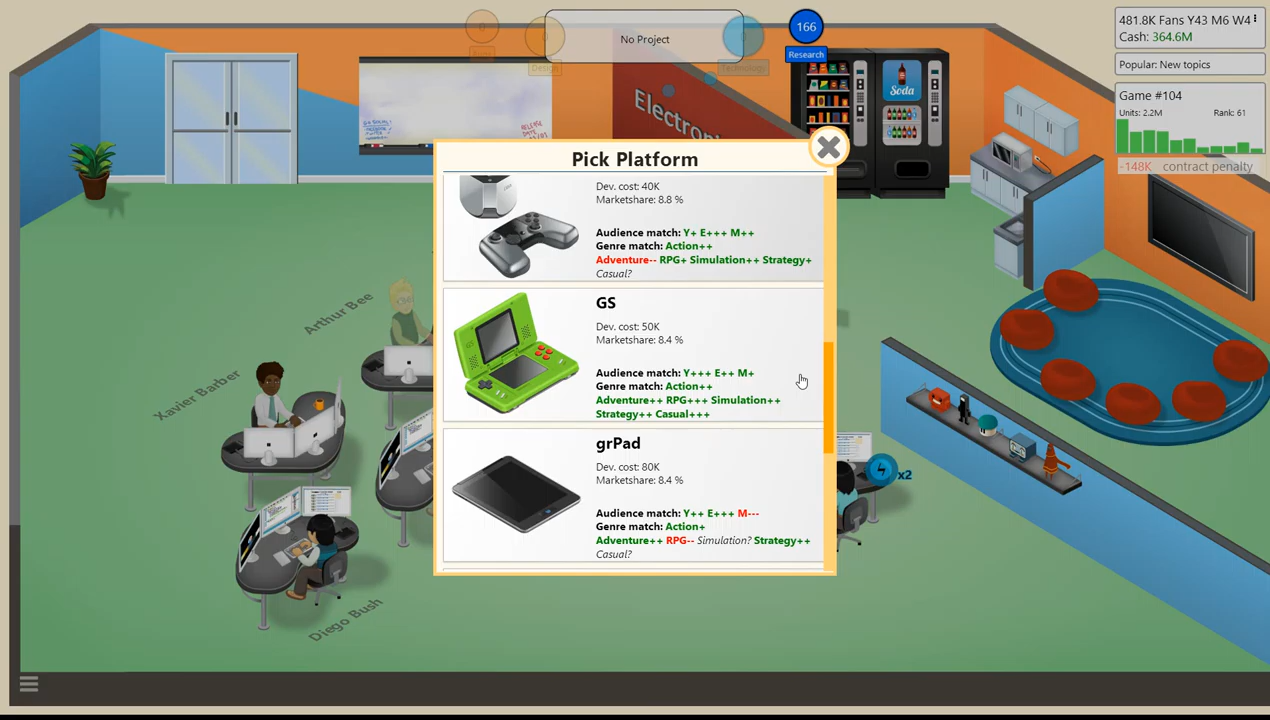 No Project
166
Research
Design
Technology
481.8K Fans Y43 M6 W4
Cash: 364.6M
Popular: New topics
Game #104
Units: 2.2M Rank: 61
-148K contract penalty
Electron
Soda
RELEASE
Pick Platform
Dev. cost: 40K
Marketshare: 8.8 %
Audience match: Y+ E+++ M++
Genre match: Action++
Adventure-- RPG+ Simulation++ Strategy+
Casual?
GS
Dev. cost: 50K
Marketshare: 8.4 %
Audience match: Y+++ E++ M+
Genre match: Action++
Adventure++ RPG+++ Simulation++
Strategy++ Casual+++
grPad
Dev. cost: 80K
Marketshare: 8.4 %
Audience match: Y++ E+++ M---
Genre match: Action+
Adventure++ RPG-- Simulation? Strategy++
Casual?
Arthur Bee
Xavier Barber
Diego Bush
x2